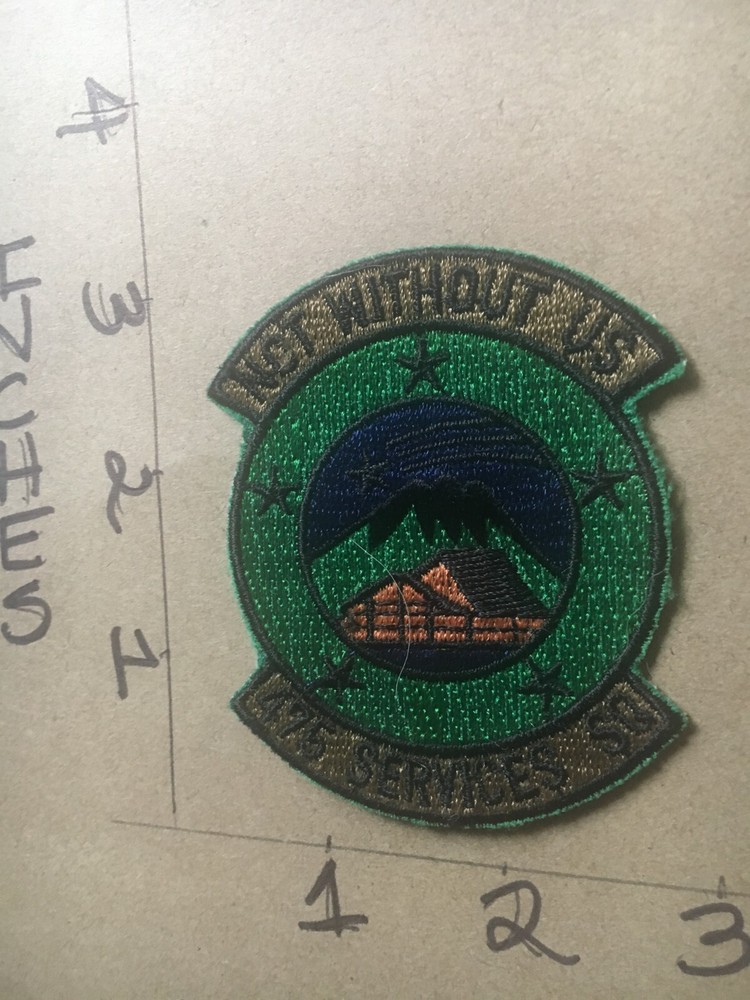 NOT WITHOUT US
475 SERVICES SQ
INCHES
4
3
2
1
1
2
3